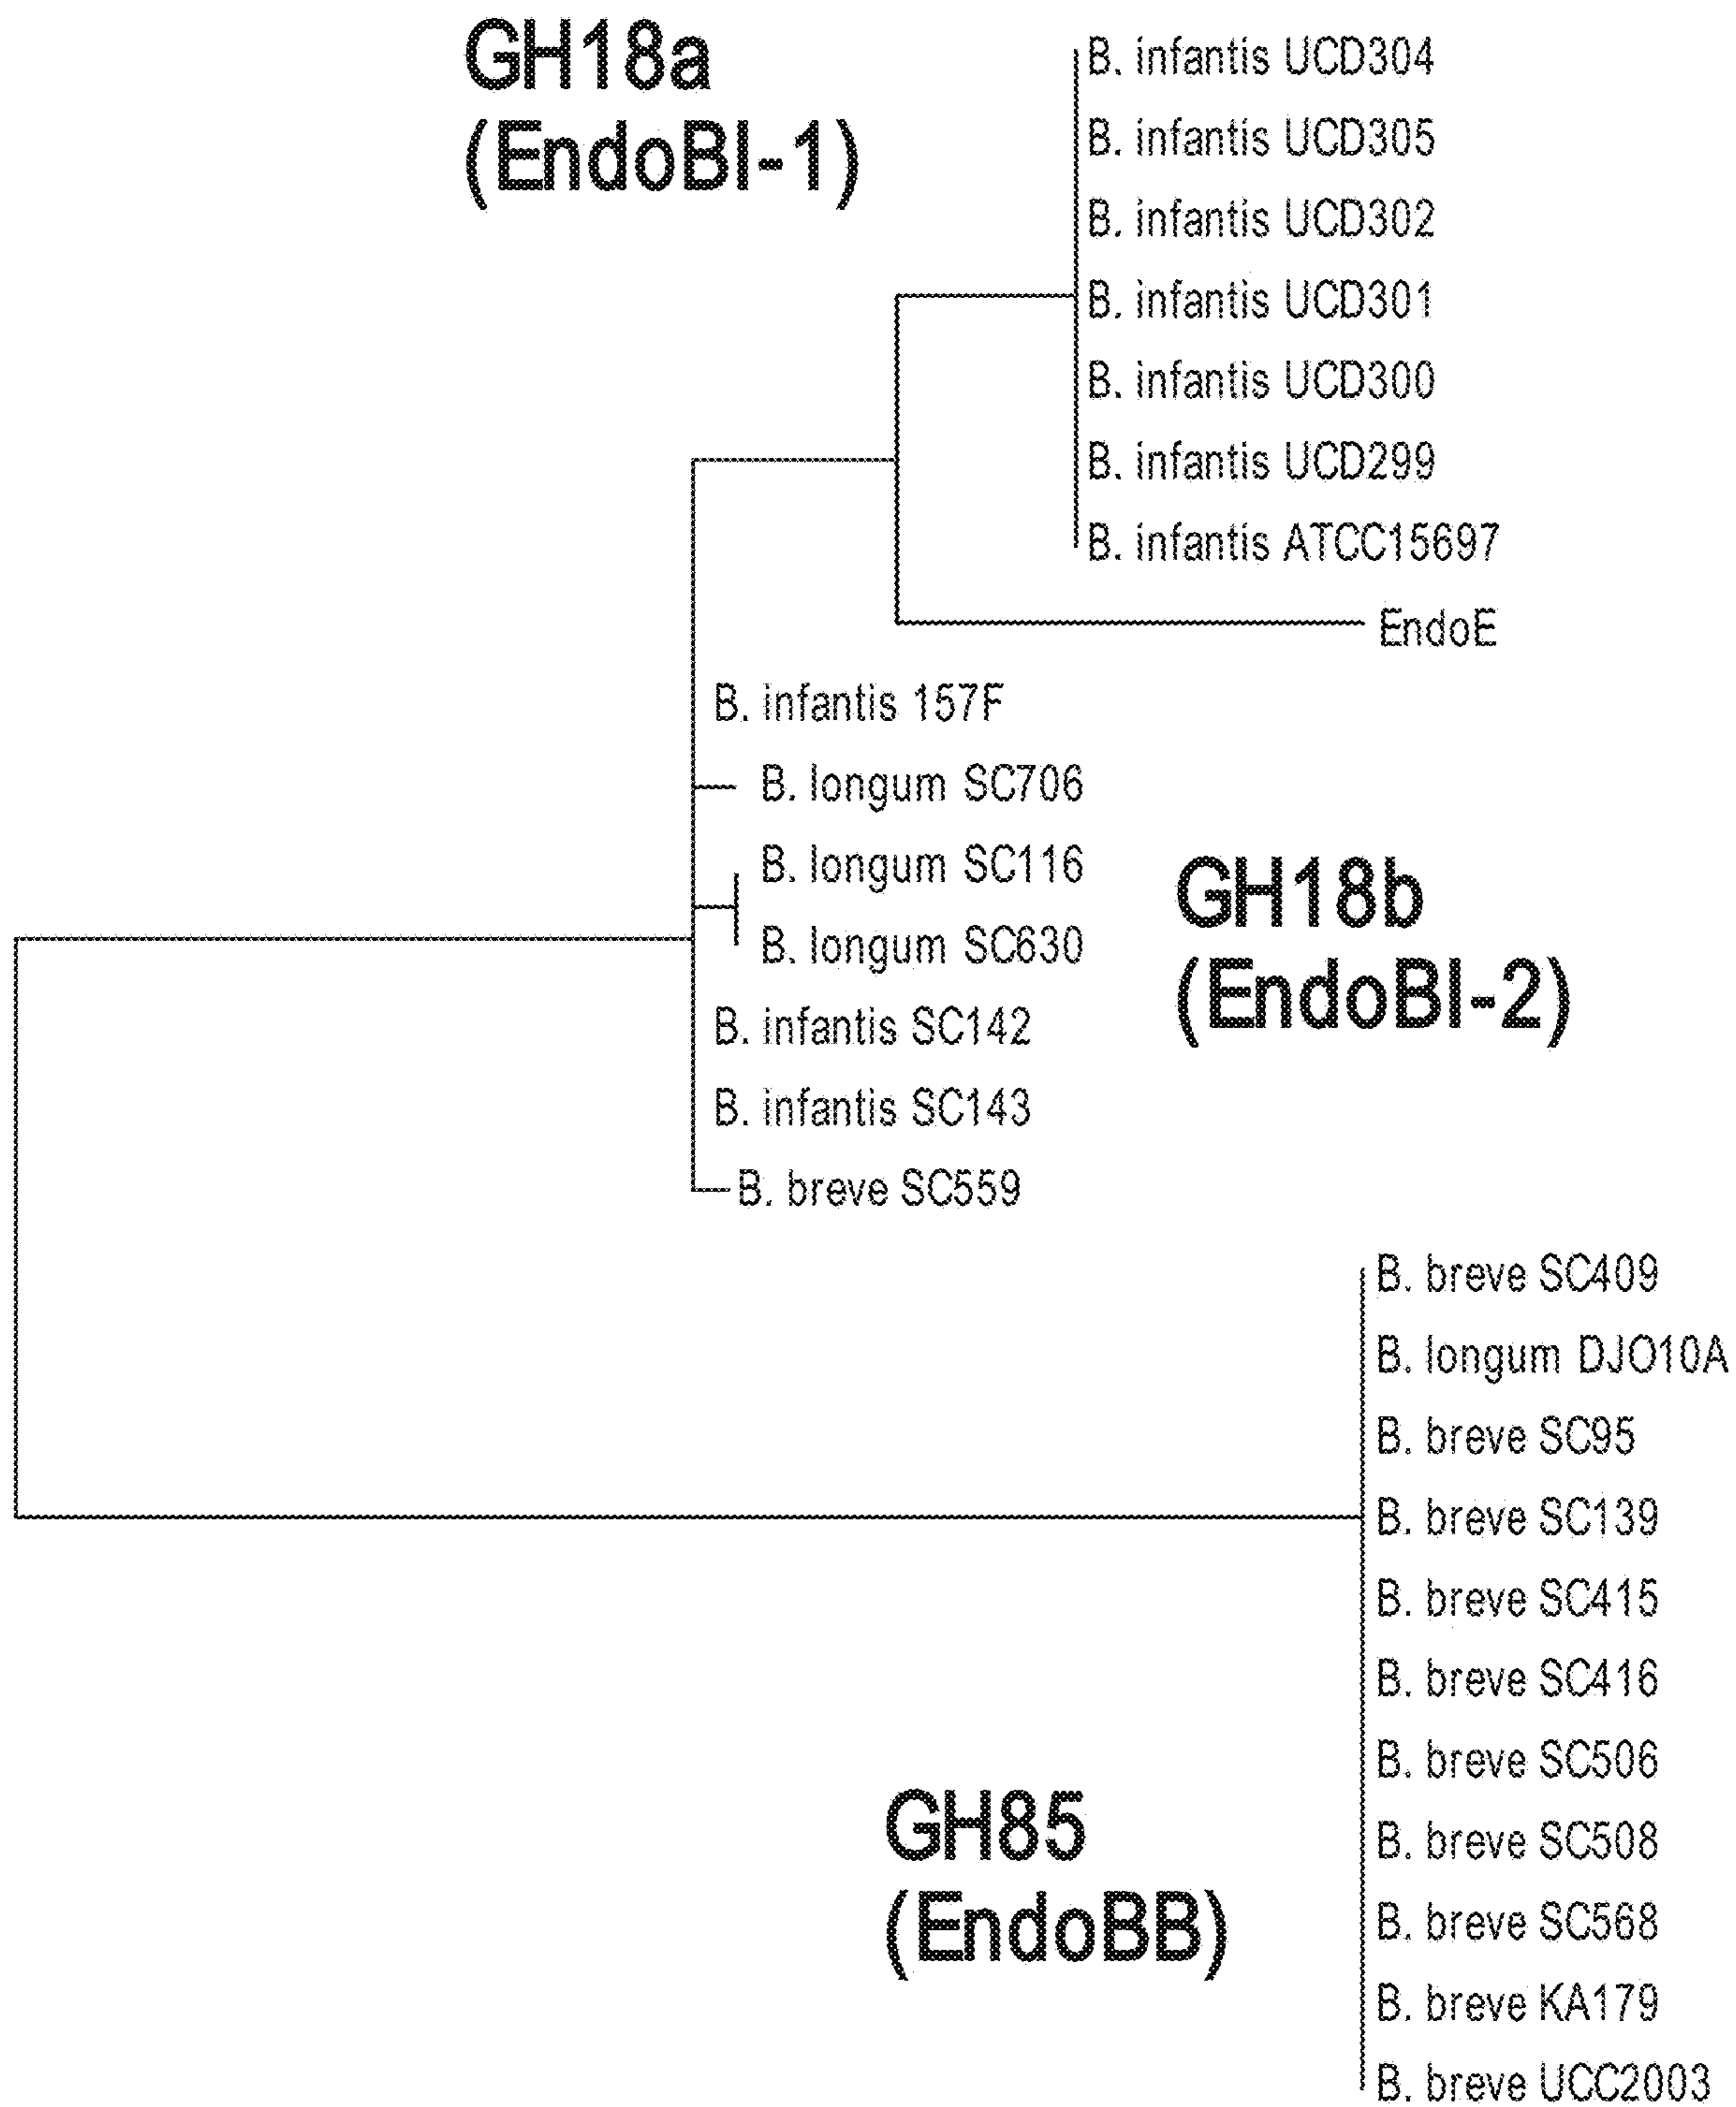 GH18a
(EndoBI-1)
B. infantis UCD304
B. infantis UCD305
B. infantis UCD302
B. infantis UCD301
B. infantis UCD300
B. infantis UCD299
B. infantis ATCC15697
EndoE
B. infantis 157F
B. longum SC706
B. longum SC116
B. longum SC630
GH18b
(EndoBI-2)
B. infantis SC142
B. infantis SC143
B. breve SC559
B. breve SC409
B. longum DJO10A
B. breve SC95
B. breve SC139
B. breve SC415
B. breve SC416
B. breve SC506
B. breve SC508
B. breve SC568
B. breve KA179
B. breve UCC2003
GH85
(EndoBB)